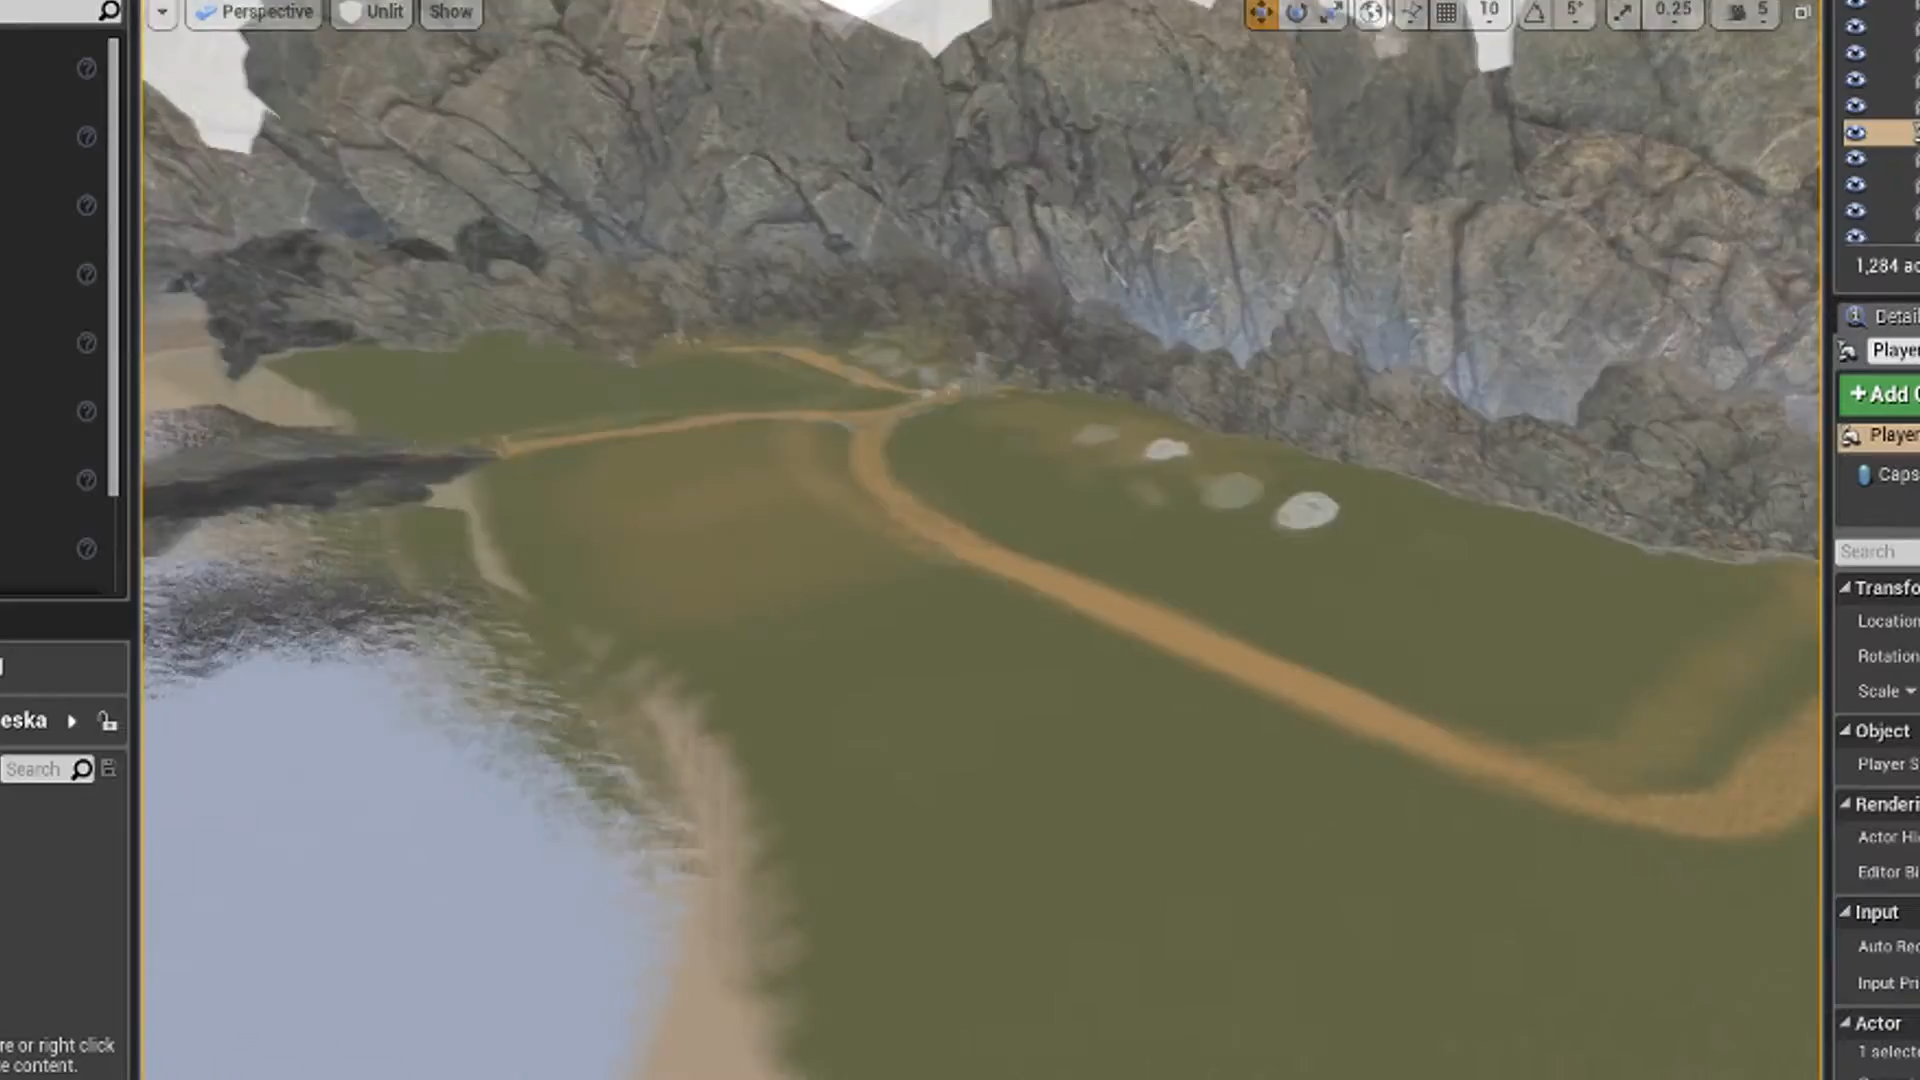 Perspective
Unlit
Show
10
5°
0.25
5
1,284 ac
Detail
Player
+Add C
Player
Caps
Search
Transfo
Location
Rotation
Scale
Object
Player S
Renderi
Actor Hi
Editor Bi
Input
Auto Rec
Input Pri
Actor
1 selecte
eska
Search
re or right click
e content.